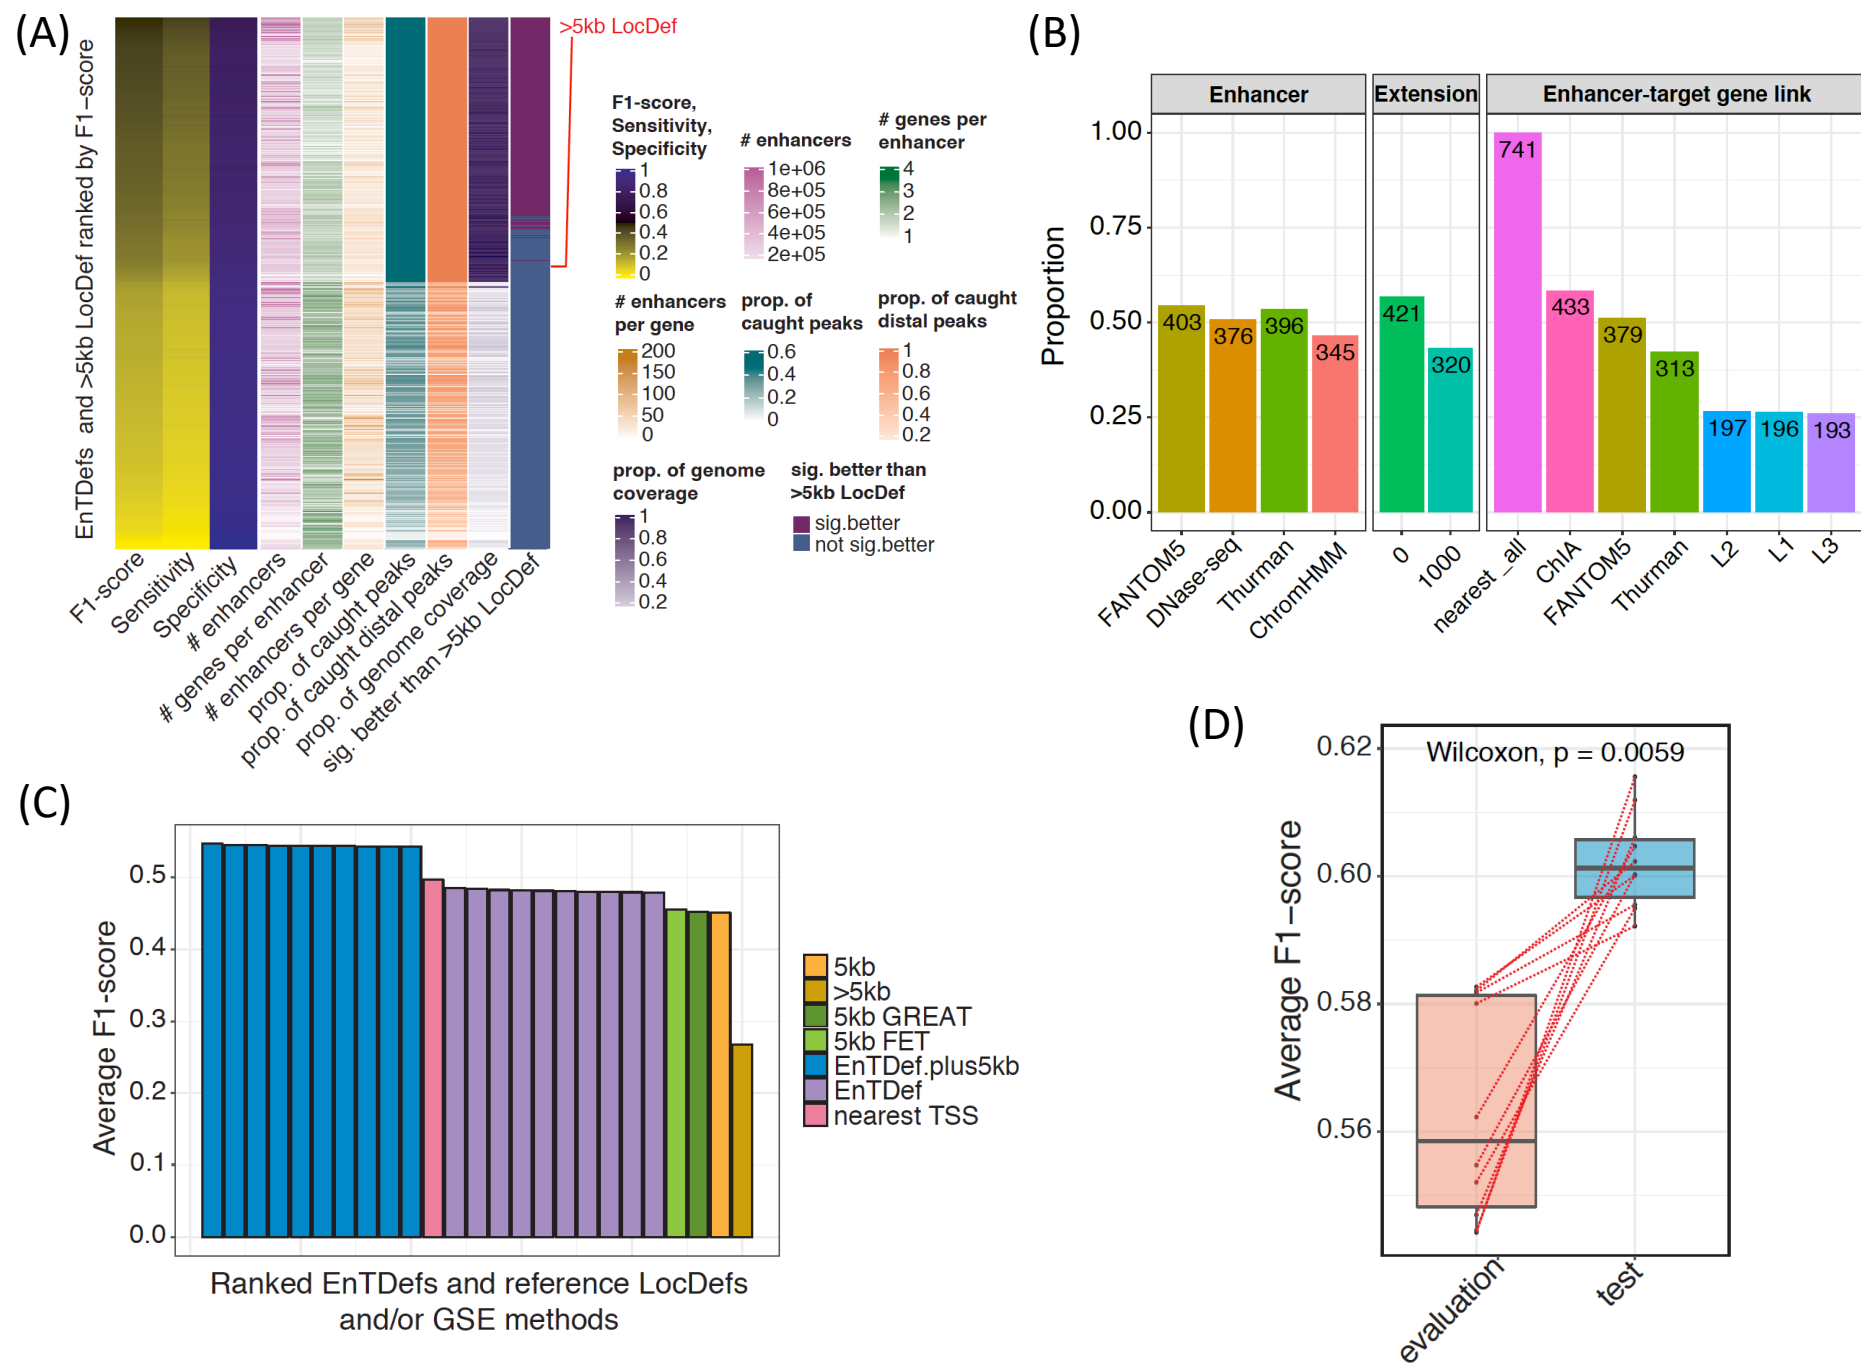 (A)
EnTDefs and >5kb LocDef ranked by F1−score
>5kb LocDef
F1-score
Sensitivity
Specificity
# enhancers
# genes per enhancer
# enhancers per gene
prop. of caught peaks
prop. of caught distal peaks
prop. of genome coverage
sig. better than >5kb LocDef
F1-score,
Sensitivity,
Specificity
1
0.8
0.6
0.4
0.2
0
# enhancers
1e+06
8e+05
6e+05
4e+05
2e+05
# genes per
enhancer
4
3
2
1
# enhancers
per gene
200
150
100
50
0
prop. of
caught peaks
0.6
0.4
0.2
0
prop. of caught
distal peaks
1
0.8
0.6
0.4
0.2
prop. of genome
coverage
1
0.8
0.6
0.4
0.2
sig. better than
>5kb LocDef
sig.better
not sig.better
(B)
Proportion
1.00
0.75
0.50
0.25
0.00
Enhancer
403
376
396
345
FANTOM5
DNase-seq
Thurman
ChromHMM
Extension
421
320
0
1000
Enhancer-target gene link
741
433
379
313
197
196
193
nearest _all
ChIA
FANTOM5
Thurman
L2
L1
L3
(C)
Average F1-score
0.5
0.4
0.3
0.2
0.1
0.0
Ranked EnTDefs and reference LocDefs
and/or GSE methods
5kb
>5kb
5kb GREAT
5kb FET
EnTDef.plus5kb
EnTDef
nearest TSS
(D)
Average F1−score
0.62
0.60
0.58
0.56
Wilcoxon, p = 0.0059
evaluation
test